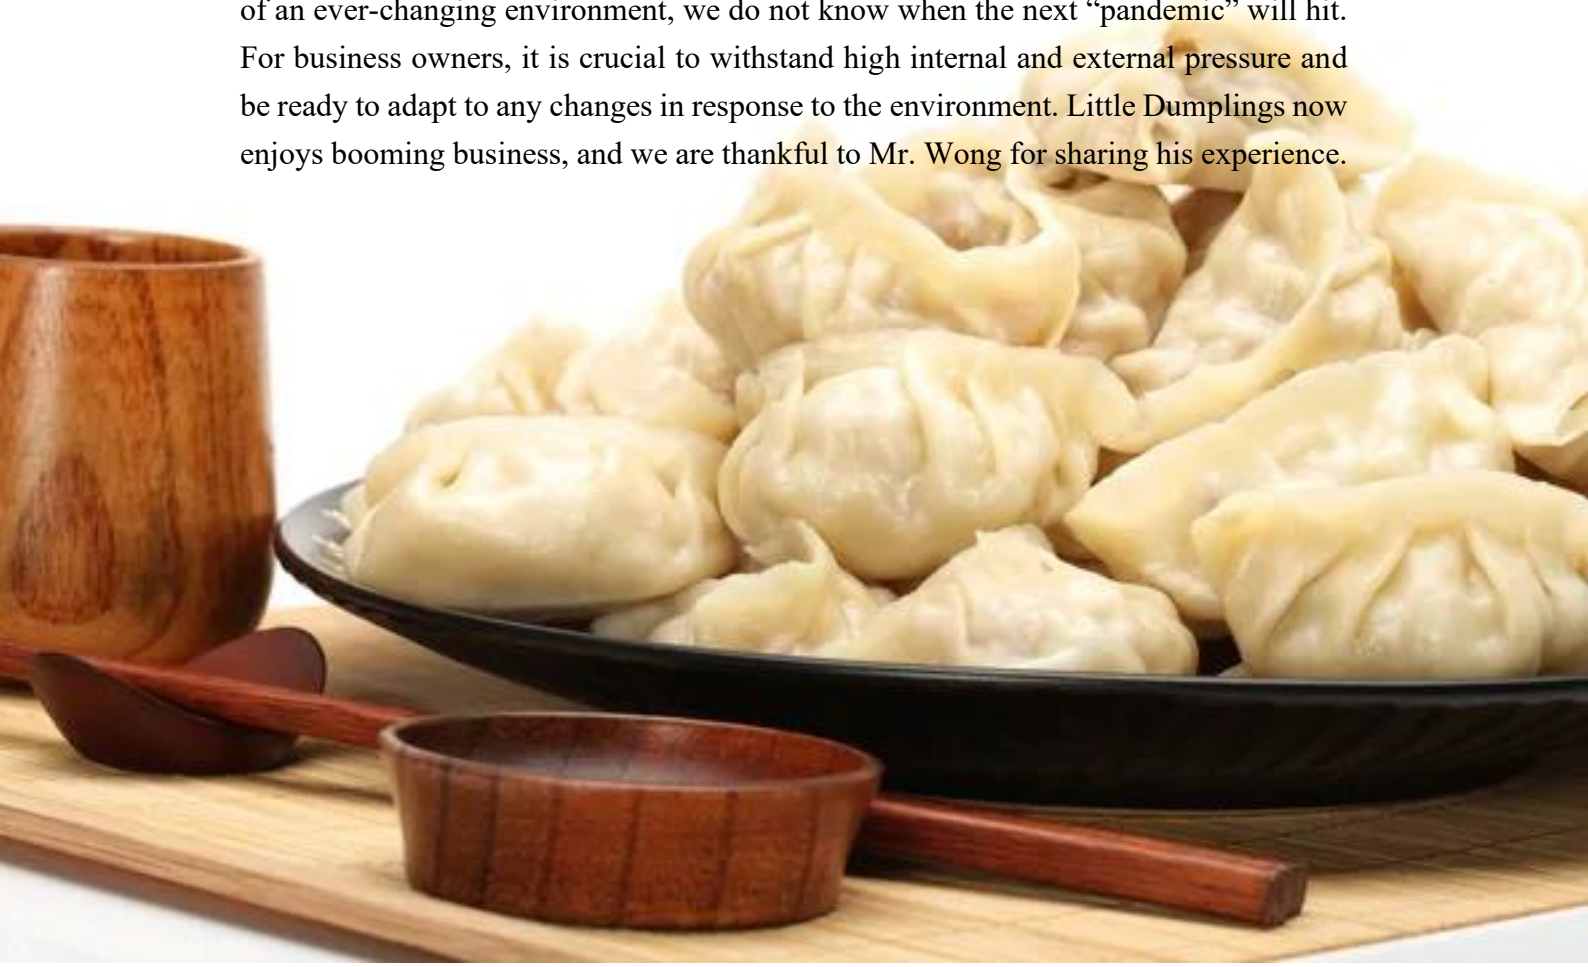 of an ever-changing environment, we do not know when the next “pandemic” will hit.
For business owners, it is crucial to withstand high internal and external pressure and
be ready to adapt to any changes in response to the environment. Little Dumplings now
enjoys booming business, and we are thankful to Mr. Wong for sharing his experience.